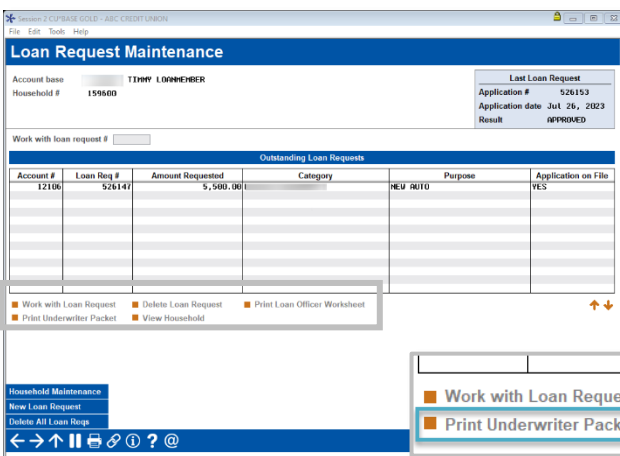 Session 2 CU*BASE GOLD - ABC CREDIT UNION
File Edit Tools Help
Loan Request Maintenance
Account base TIMMY LOANMEMBER
Household # 159600
Last Loan Request
Application # 526153
Application date Jul 26, 2023
Result APPROVED
Work with loan request #
Outstanding Loan Requests
Account # Loan Req # Amount Requested Category Purpose Application on File
12106 526147 5,500.00 NEW AUTO YES
Work with Loan Request Delete Loan Request Print Loan Officer Worksheet
Print Underwriter Packet View Household
Work with Loan Reque
Print Underwriter Pack
Household Maintenance
New Loan Request
Delete All Loan Reqs